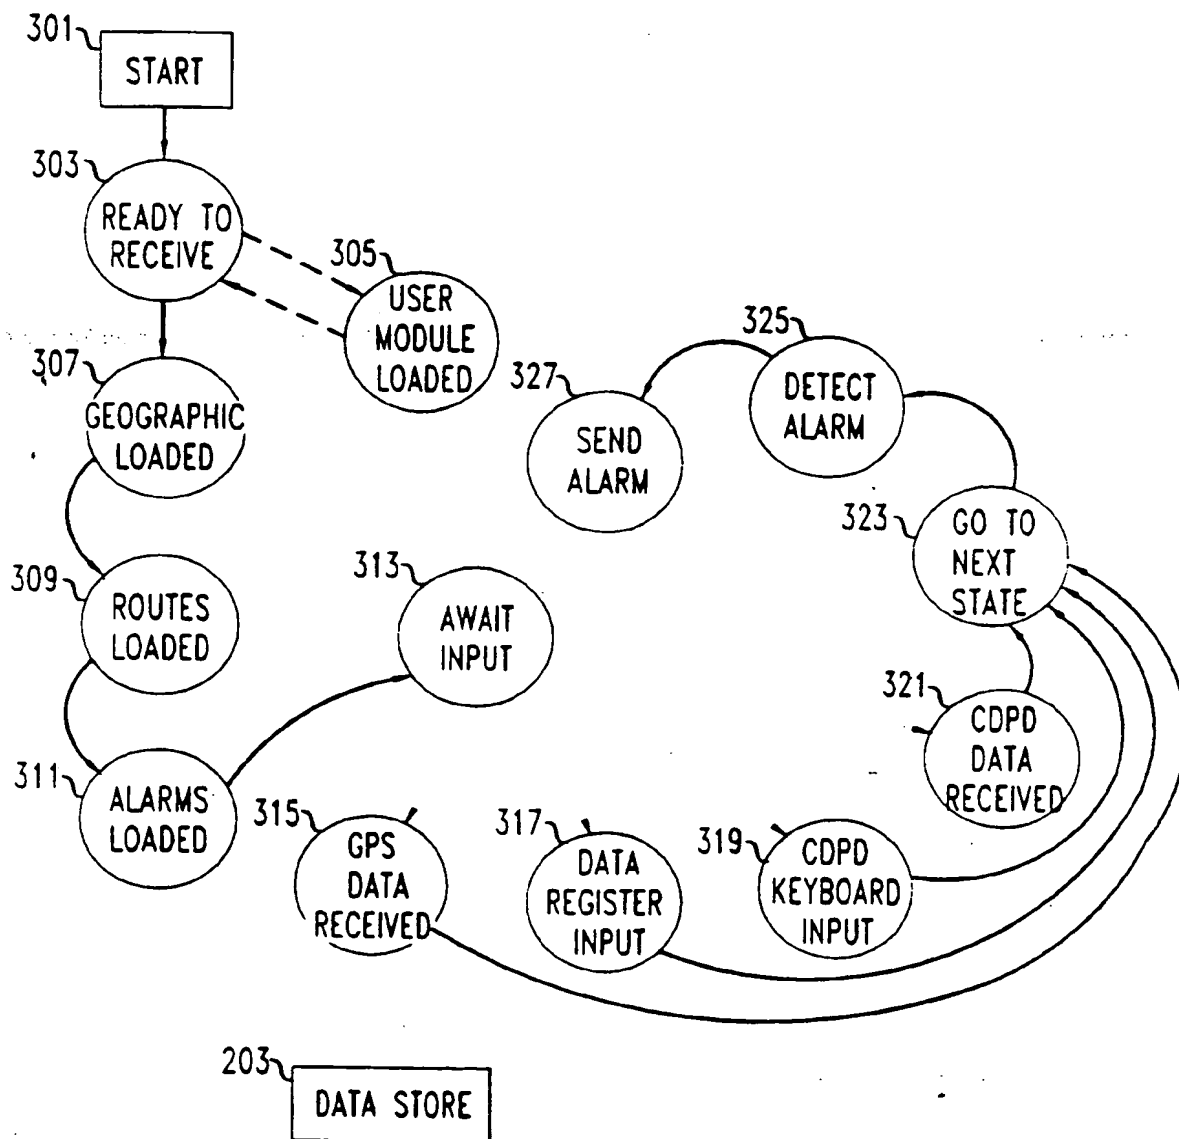 301
START
303
READY TO
RECEIVE
305
USER
MODULE
LOADED
307
GEOGRAPHIC
LOADED
325
DETECT
ALARM
327
SEND
ALARM
323
GO TO
NEXT
STATE
309
ROUTES
LOADED
313
AWAIT
INPUT
321
CDPD
DATA
RECEIVED
311
ALARMS
LOADED
315
GPS
DATA
RECEIVED
317
DATA
REGISTER
INPUT
319
CDPD
KEYBOARD
INPUT
203
DATA STORE